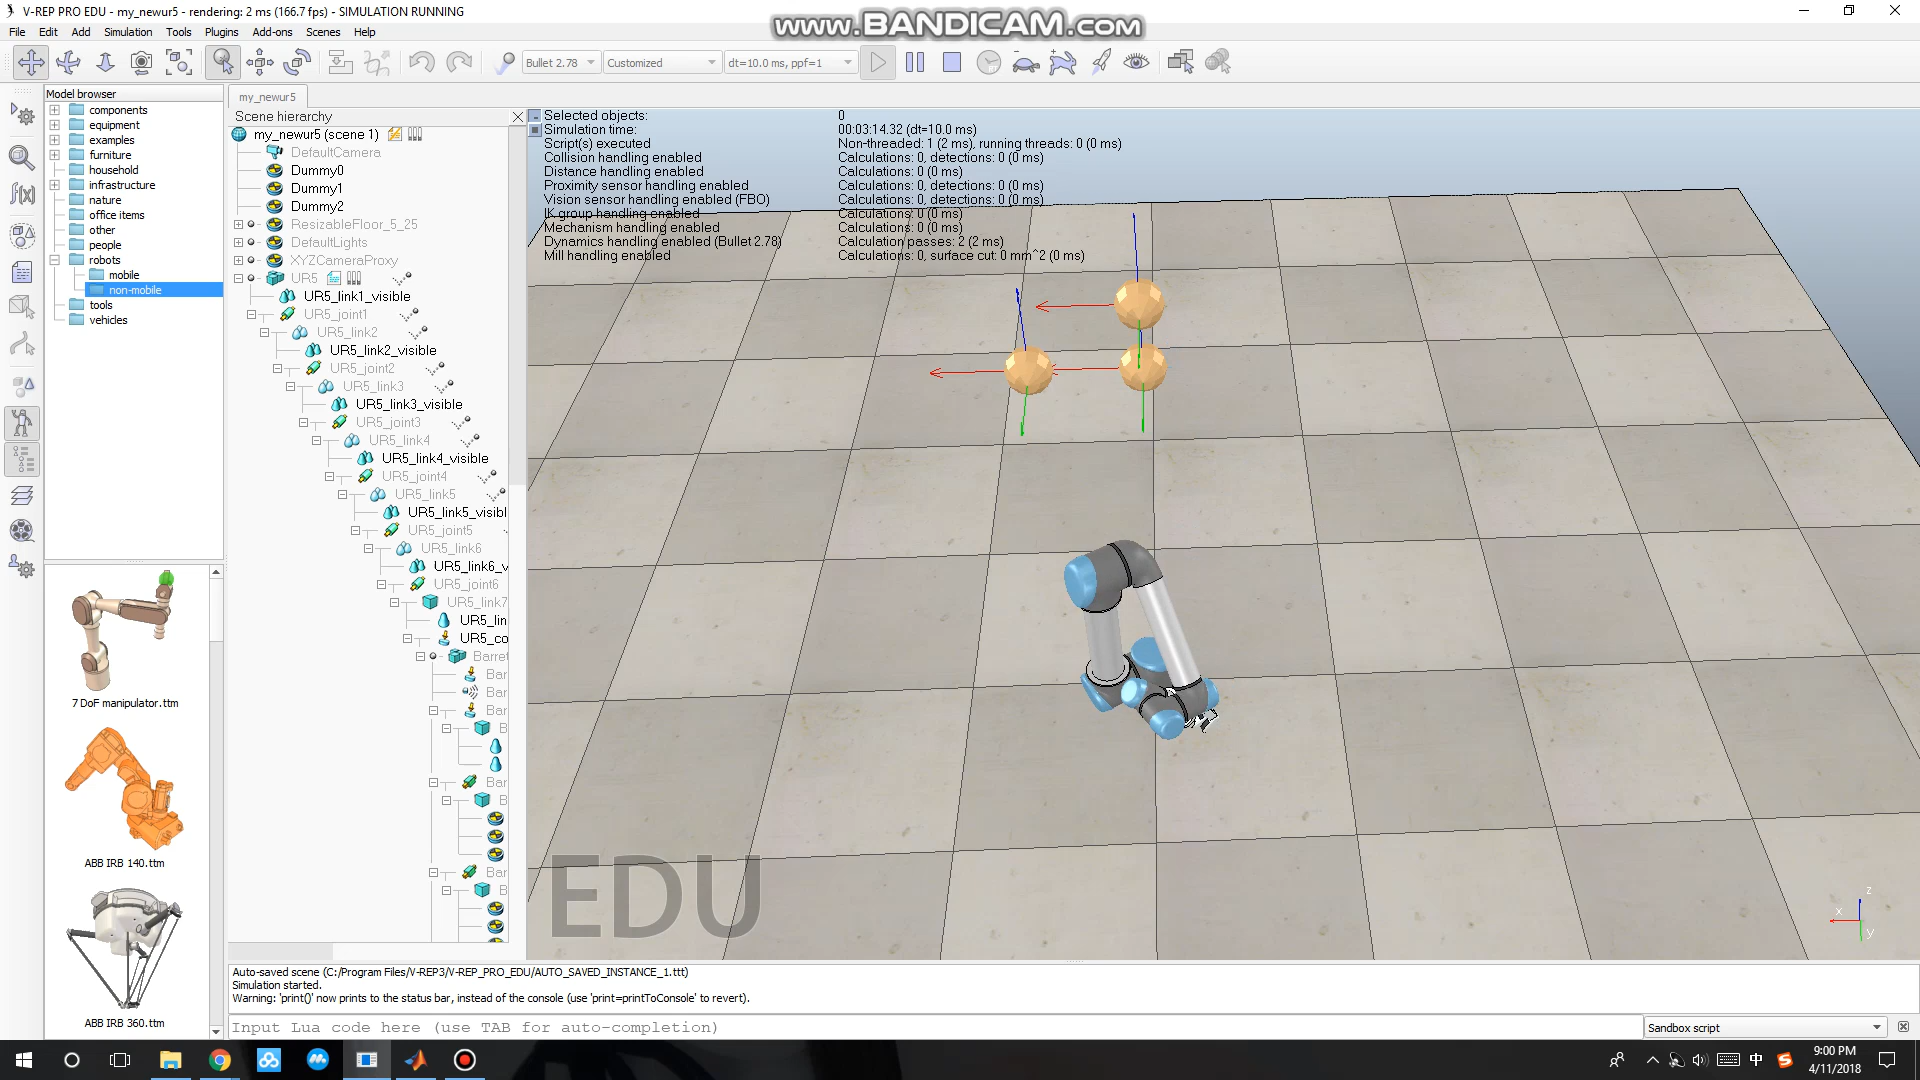 V-REP PRO EDU - my_newur5 - rendering: 2 ms (166.7 fps) - SIMULATION RUNNING
www.BANDICAM.com
File Edit Add Simulation Tools Plugins Add-ons Scenes Help
Bullet 2.78 Customized dt=10.0 ms, ppf=1
Model browser
components
equipment
examples
furniture
household
infrastructure
nature
office items
other
people
robots
mobile
non-mobile
tools
vehicles
7 DoF manipulator.ttm
ABB IRB 140.ttm
ABB IRB 360.ttm
my_newur5
Scene hierarchy
my_newur5 (scene 1)
DefaultCamera
Dummy0
Dummy1
Dummy2
ResizableFloor_5_25
DefaultLights
XYZCameraProxy
UR5
UR5_link1_visible
UR5_joint1
UR5_link2
UR5_link2_visible
UR5_joint2
UR5_link3
UR5_link3_visible
UR5_joint3
UR5_link4
UR5_link4_visible
UR5_joint4
UR5_link5
UR5_link5_visibl
UR5_joint5
UR5_link6
UR5_link6_v
UR5_joint6
UR5_link7
UR5_lin
UR5_co
Barret
Bar
Bar
Bar
B
Bar
B
Bar
B
Selected objects: 0
Simulation time: 00:03:14.32 (dt=10.0 ms)
Script(s) executed Non-threaded: 1 (2 ms), running threads: 0 (0 ms)
Collision handling enabled Calculations: 0, detections: 0 (0 ms)
Distance handling enabled Calculations: 0 (0 ms)
Proximity sensor handling enabled Calculations: 0, detections: 0 (0 ms)
Vision sensor handling enabled (FBO) Calculations: 0, detections: 0 (0 ms)
IK group handling enabled Calculations: 0 (0 ms)
Mechanism handling enabled Calculations: 0 (0 ms)
Dynamics handling enabled (Bullet 2.78) Calculation passes: 2 (2 ms)
Mill handling enabled Calculations: 0, surface cut: 0 mm^2 (0 ms)
EDU
z
x
y
Auto-saved scene (C:/Program Files/V-REP3/V-REP_PRO_EDU/AUTO_SAVED_INSTANCE_1.ttt)
Simulation started.
Warning: 'print()' now prints to the status bar, instead of the console (use 'print=printToConsole' to revert).
Input Lua code here (use TAB for auto-completion)
Sandbox script
中
9:00 PM
4/11/2018